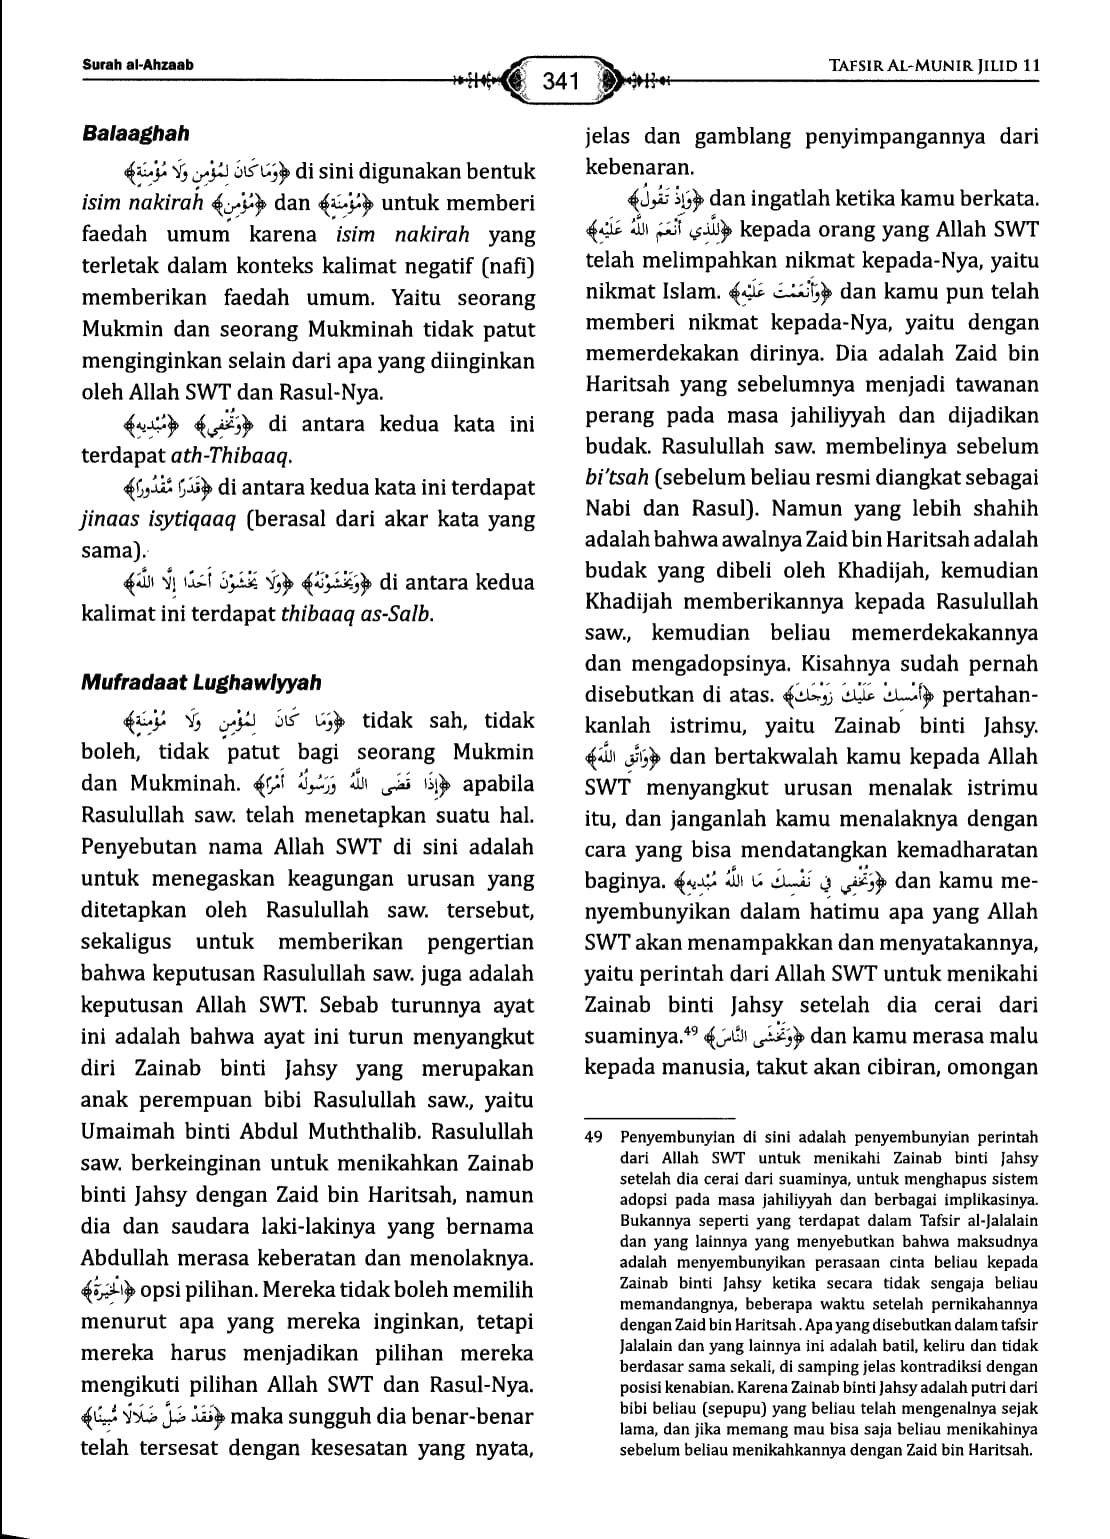 Surah al-Ahzaab
341
TAFSIR AL-MUNIR JILID 11
Balaaghah
﴿وَمَا كَانَ لِمُؤْمِنٍ وَلَا مُؤْمِنَةٍ﴾ di sini digunakan bentuk
isim nakirah ﴿مُؤْمِنٍ﴾ dan ﴿مُؤْمِنَةٍ﴾ untuk memberi
faedah umum karena isim nakirah yang
terletak dalam konteks kalimat negatif (nafi)
memberikan faedah umum. Yaitu seorang
Mukmin dan seorang Mukminah tidak patut
menginginkan selain dari apa yang diinginkan
oleh Allah SWT dan Rasul-Nya.
﴿وَتُخْفِي﴾ ﴿مُبْدِيهِ﴾ di antara kedua kata ini
terdapat ath-Thibaaq.
﴿قَدَرًا مَّقْدُورًا﴾ di antara kedua kata ini terdapat
jinaas isytiqaaq (berasal dari akar kata yang
sama).
﴿وَيَخْشَوْنَهُ﴾ ﴿وَلَا يَخْشَوْنَ أَحَدًا إِلَّا اللَّهَ﴾ di antara kedua
kalimat ini terdapat thibaaq as-Salb.
Mufradaat Lughawiyyah
﴿وَمَا كَانَ لِمُؤْمِنٍ وَلَا مُؤْمِنَةٍ﴾ tidak sah, tidak
boleh, tidak patut bagi seorang Mukmin
dan Mukminah. ﴿إِذَا قَضَى اللَّهُ وَرَسُولُهُ أَمْرًا﴾ apabila
Rasulullah saw. telah menetapkan suatu hal.
Penyebutan nama Allah SWT di sini adalah
untuk menegaskan keagungan urusan yang
ditetapkan oleh Rasulullah saw. tersebut,
sekaligus untuk memberikan pengertian
bahwa keputusan Rasulullah saw. juga adalah
keputusan Allah SWT. Sebab turunnya ayat
ini adalah bahwa ayat ini turun menyangkut
diri Zainab binti Jahsy yang merupakan
anak perempuan bibi Rasulullah saw., yaitu
Umaimah binti Abdul Muththalib. Rasulullah
saw. berkeinginan untuk menikahkan Zainab
binti Jahsy dengan Zaid bin Haritsah, namun
dia dan saudara laki-lakinya yang bernama
Abdullah merasa keberatan dan menolaknya.
﴿الْخِيَرَةُ﴾ opsi pilihan. Mereka tidak boleh memilih
menurut apa yang mereka inginkan, tetapi
mereka harus menjadikan pilihan mereka
mengikuti pilihan Allah SWT dan Rasul-Nya.
﴿فَقَدْ ضَلَّ ضَلَالًا مُّبِينًا﴾ maka sungguh dia benar-benar
telah tersesat dengan kesesatan yang nyata,
jelas dan gamblang penyimpangannya dari
kebenaran.
﴿وَإِذْ تَقُولُ﴾ dan ingatlah ketika kamu berkata.
﴿لِلَّذِي أَنْعَمَ اللَّهُ عَلَيْهِ﴾ kepada orang yang Allah SWT
telah melimpahkan nikmat kepada-Nya, yaitu
nikmat Islam. ﴿وَأَنْعَمْتَ عَلَيْهِ﴾ dan kamu pun telah
memberi nikmat kepada-Nya, yaitu dengan
memerdekakan dirinya. Dia adalah Zaid bin
Haritsah yang sebelumnya menjadi tawanan
perang pada masa jahiliyyah dan dijadikan
budak. Rasulullah saw. membelinya sebelum
bi’tsah (sebelum beliau resmi diangkat sebagai
Nabi dan Rasul). Namun yang lebih shahih
adalah bahwa awalnya Zaid bin Haritsah adalah
budak yang dibeli oleh Khadijah, kemudian
Khadijah memberikannya kepada Rasulullah
saw., kemudian beliau memerdekakannya
dan mengadopsinya. Kisahnya sudah pernah
disebutkan di atas. ﴿أَمْسِكْ عَلَيْكَ زَوْجَكَ﴾ pertahan-
kanlah istrimu, yaitu Zainab binti Jahsy.
﴿وَاتَّقِ اللَّهَ﴾ dan bertakwalah kamu kepada Allah
SWT menyangkut urusan menalak istrimu
itu, dan janganlah kamu menalaknya dengan
cara yang bisa mendatangkan kemadharatan
baginya. ﴿وَتُخْفِي فِي نَفْسِكَ مَا اللَّهُ مُبْدِيهِ﴾ dan kamu me-
nyembunyikan dalam hatimu apa yang Allah
SWT akan menampakkan dan menyatakannya,
yaitu perintah dari Allah SWT untuk menikahi
Zainab binti Jahsy setelah dia cerai dari
suaminya.⁴⁹ ﴿وَتَخْشَى النَّاسَ﴾ dan kamu merasa malu
kepada manusia, takut akan cibiran, omongan
49 Penyembunyian di sini adalah penyembunyian perintah
dari Allah SWT untuk menikahi Zainab binti Jahsy
setelah dia cerai dari suaminya, untuk menghapus sistem
adopsi pada masa jahiliyyah dan berbagai implikasinya.
Bukannya seperti yang terdapat dalam Tafsir al-Jalalain
dan yang lainnya yang menyebutkan bahwa maksudnya
adalah menyembunyikan perasaan cinta beliau kepada
Zainab binti Jahsy ketika secara tidak sengaja beliau
memandangnya, beberapa waktu setelah pernikahannya
dengan Zaid bin Haritsah . Apa yang disebutkan dalam tafsir
Jalalain dan yang lainnya ini adalah batil, keliru dan tidak
berdasar sama sekali, di samping jelas kontradiksi dengan
posisi kenabian. Karena Zainab binti Jahsy adalah putri dari
bibi beliau (sepupu) yang beliau telah mengenalnya sejak
lama, dan jika memang mau bisa saja beliau menikahinya
sebelum beliau menikahkannya dengan Zaid bin Haritsah.